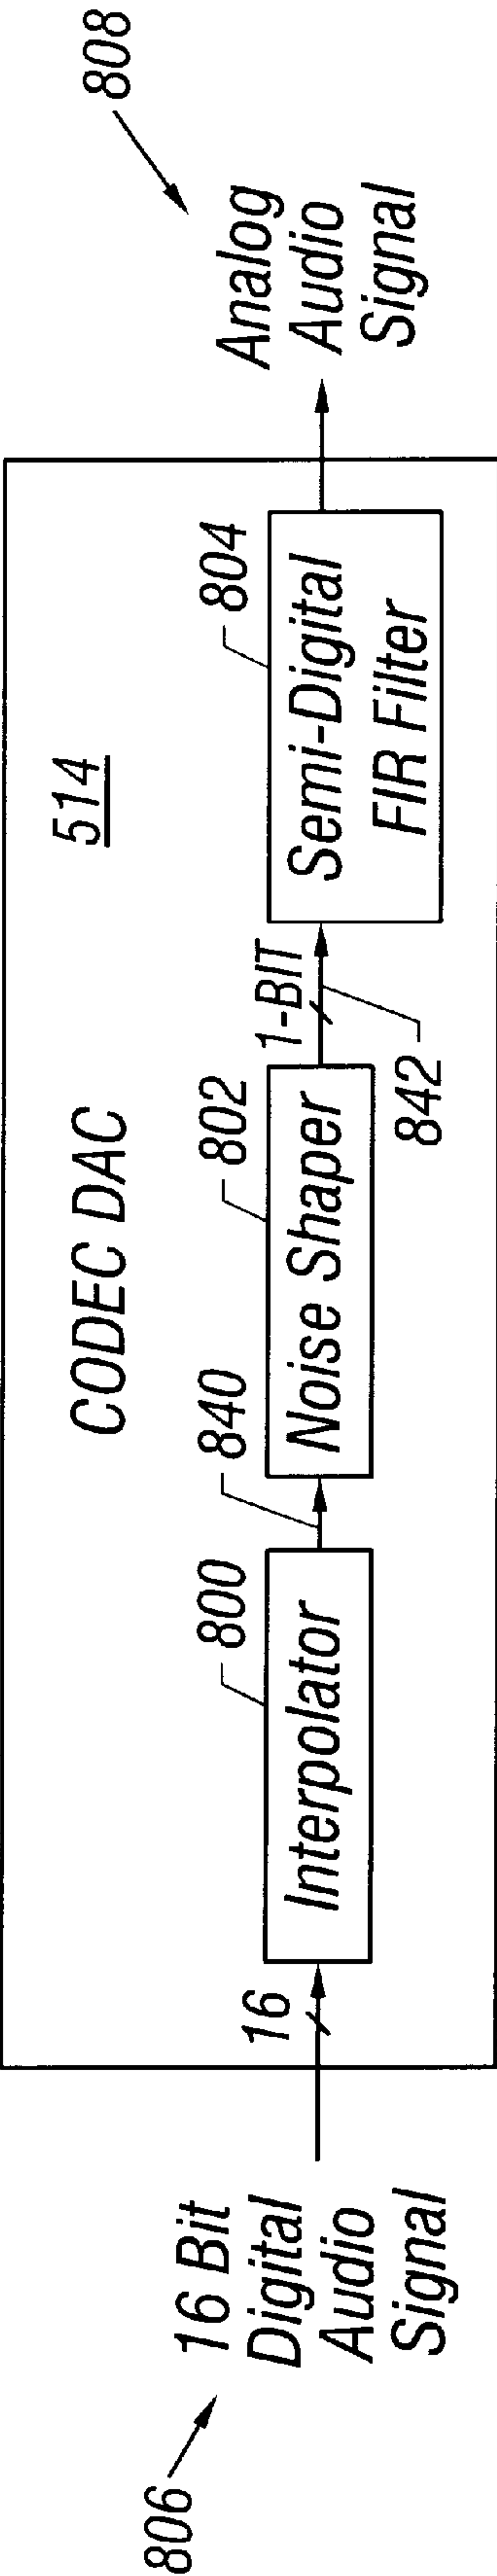 CODEC DAC
514
806
16 Bit
Digital
Audio
Signal
16
800
Interpolator
840
802
Noise Shaper
1-BIT
842
804
Semi-Digital
FIR Filter
Analog
Audio
Signal
808